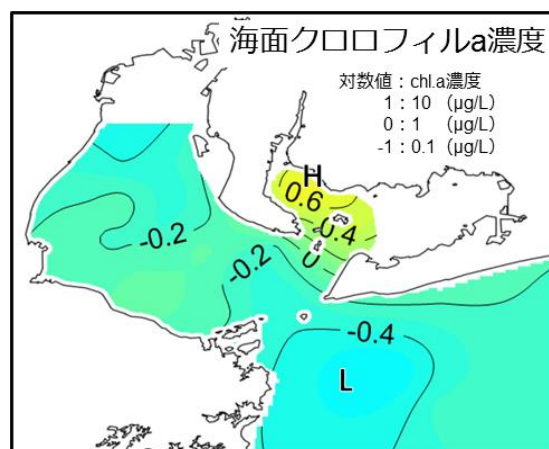 海面クロロフィルa濃度
対数値：chl.a濃度
1：10 (μg/L)
0：1 (μg/L)
-1：0.1 (μg/L)
H
0.6
0.4
-0.2
-0.2
0
-0.4
L